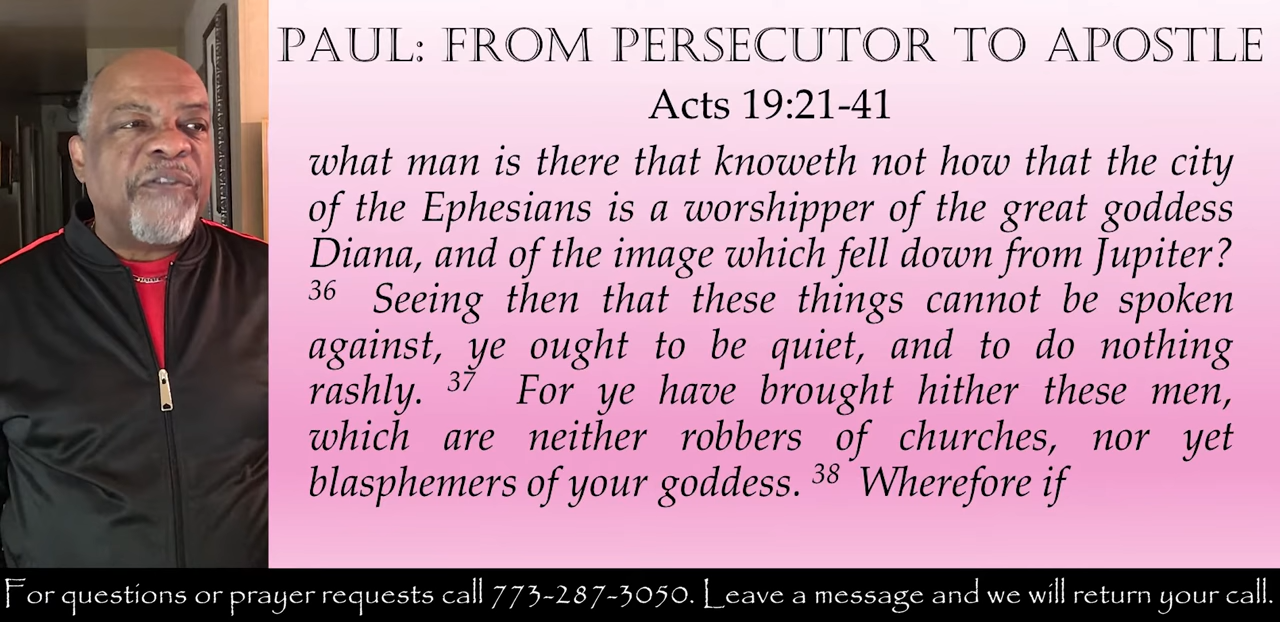 PAUL: FROM PERSECUTOR TO APOSTLE
Acts 19:21-41
what man is there that knoweth not how that the city
of the Ephesians is a worshipper of the great goddess
Diana, and of the image which fell down from Jupiter?
36 Seeing then that these things cannot be spoken
against, ye ought to be quiet, and to do nothing
rashly. 37 For ye have brought hither these men,
which are neither robbers of churches, nor yet
blasphemers of your goddess. 38 Wherefore if
For questions or prayer requests call 773-287-3050. Leave a message and we will return your call.